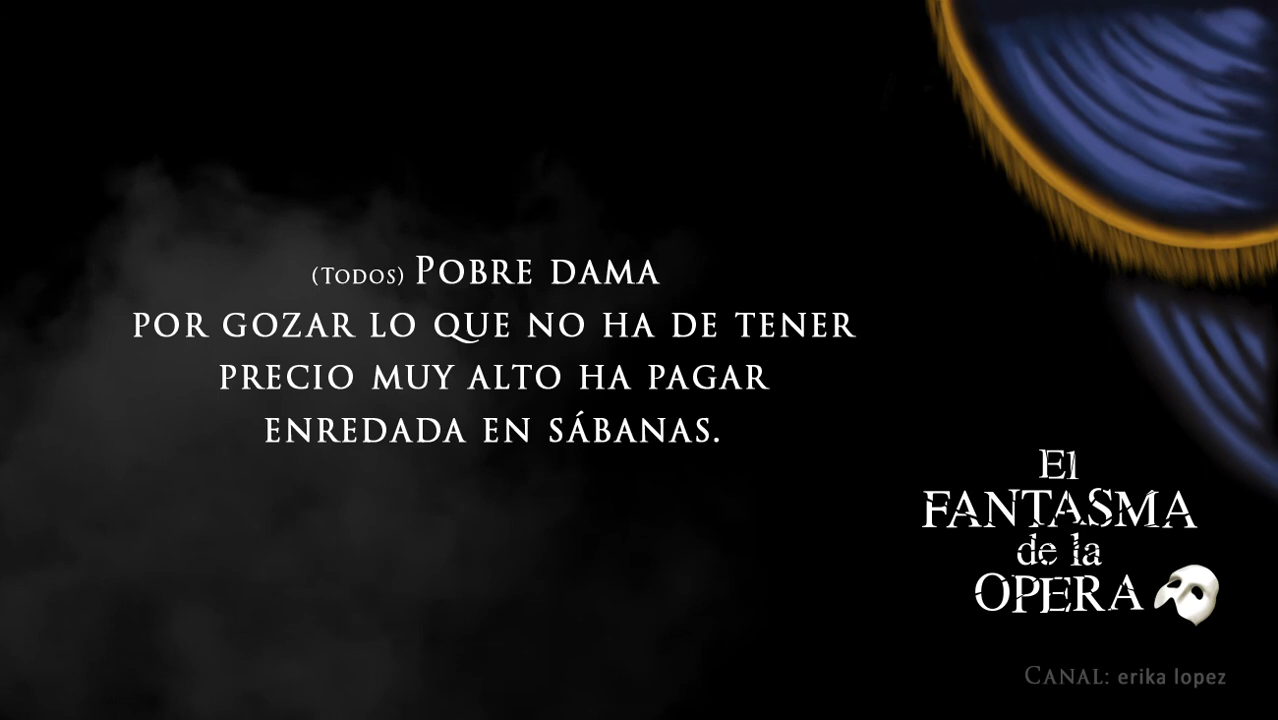 (Todos) Pobre dama
por gozar lo que no ha de tener
precio muy alto ha pagar
enredada en sábanas.
El
FANTASMA
de la
OPERA
Canal: erika lopez